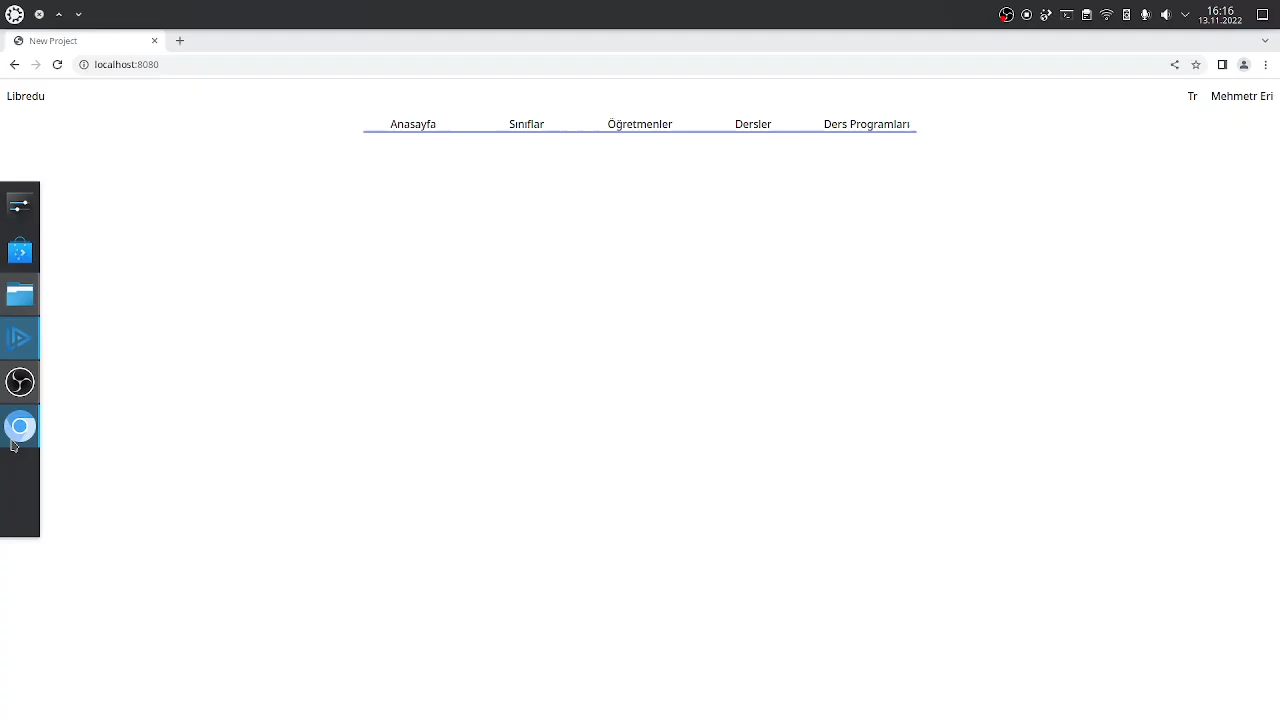 16:16
13.11.2022
New Project
localhost:8080
Libredu
Tr Mehmetr Eri
Anasayfa Sınıflar Öğretmenler Dersler Ders Programları